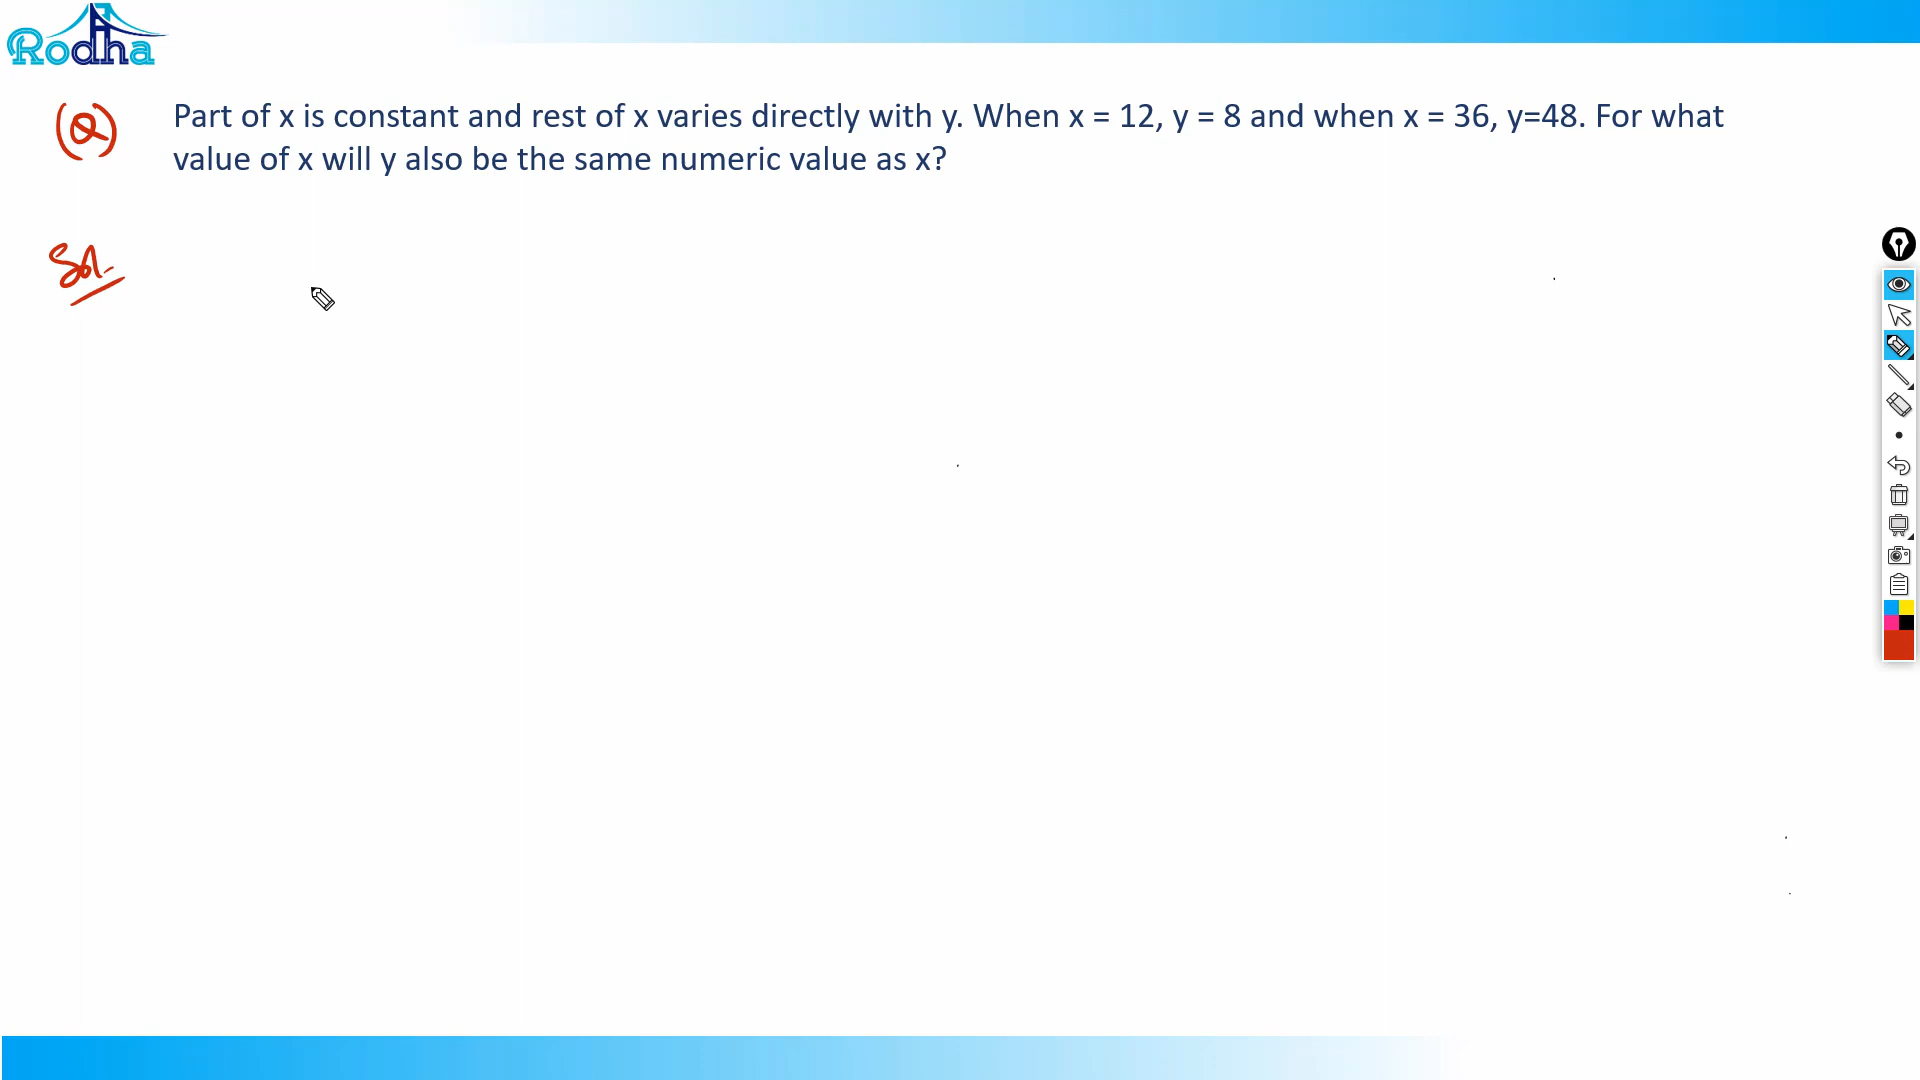 Rodha
(Q) Part of x is constant and rest of x varies directly with y. When x = 12, y = 8 and when x = 36, y=48. For what
value of x will y also be the same numeric value as x?
Sol.